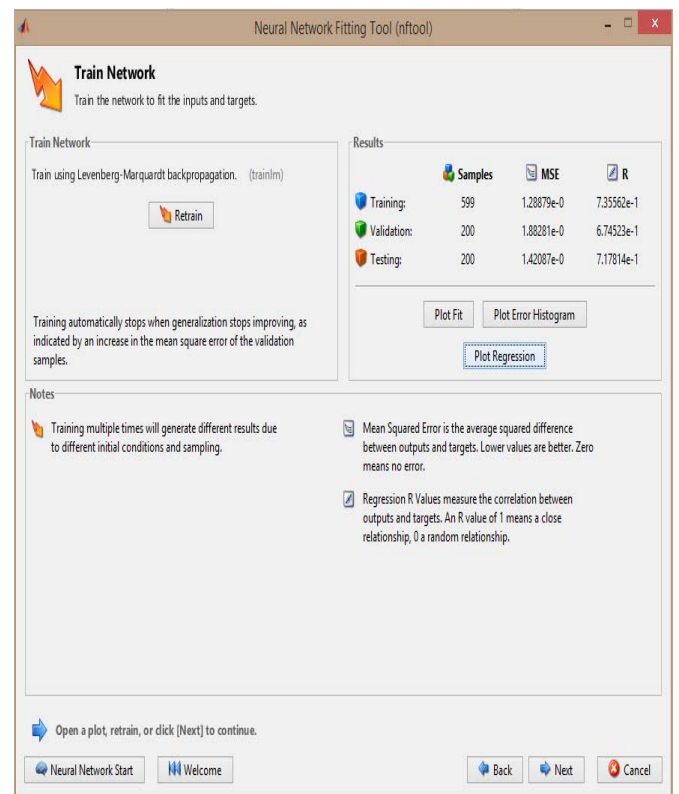 Neural Network Fitting Tool (nftool)
Train Network
Train the network to fit the inputs and targets.
Train Network
Train using Levenberg-Marquardt backpropagation. (trainlm)
Retrain
Training automatically stops when generalization stops improving, as
indicated by an increase in the mean square error of the validation
samples.
Results
Samples MSE R
Training: 599 1.28879e-0 7.35562e-1
Validation: 200 1.88281e-0 6.74523e-1
Testing: 200 1.42087e-0 7.17814e-1
Plot Fit Plot Error Histogram
Plot Regression
Notes
Training multiple times will generate different results due
to different initial conditions and sampling.
Mean Squared Error is the average squared difference
between outputs and targets. Lower values are better. Zero
means no error.
Regression R Values measure the correlation between
outputs and targets. An R value of 1 means a close
relationship, 0 a random relationship.
Open a plot, retrain, or click [Next] to continue.
Neural Network Start Welcome Back Next Cancel